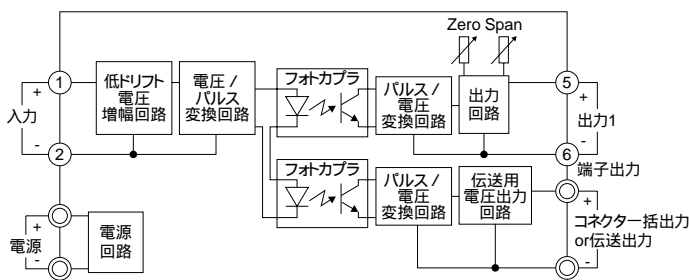 Zero Span
フォトカプラ
1
+
入力
-
2
低ドリフト
電圧
増幅回路
電圧 /
パルス
変換回路
パルス /
電圧
変換回路
出力
回路
5
+
出力1
-
6
端子出力
フォトカプラ
パルス /
電圧
変換回路
伝送用
電圧出力
回路
+
コネクター括出力
or伝送出力
-
+
電源
-
電源
回路